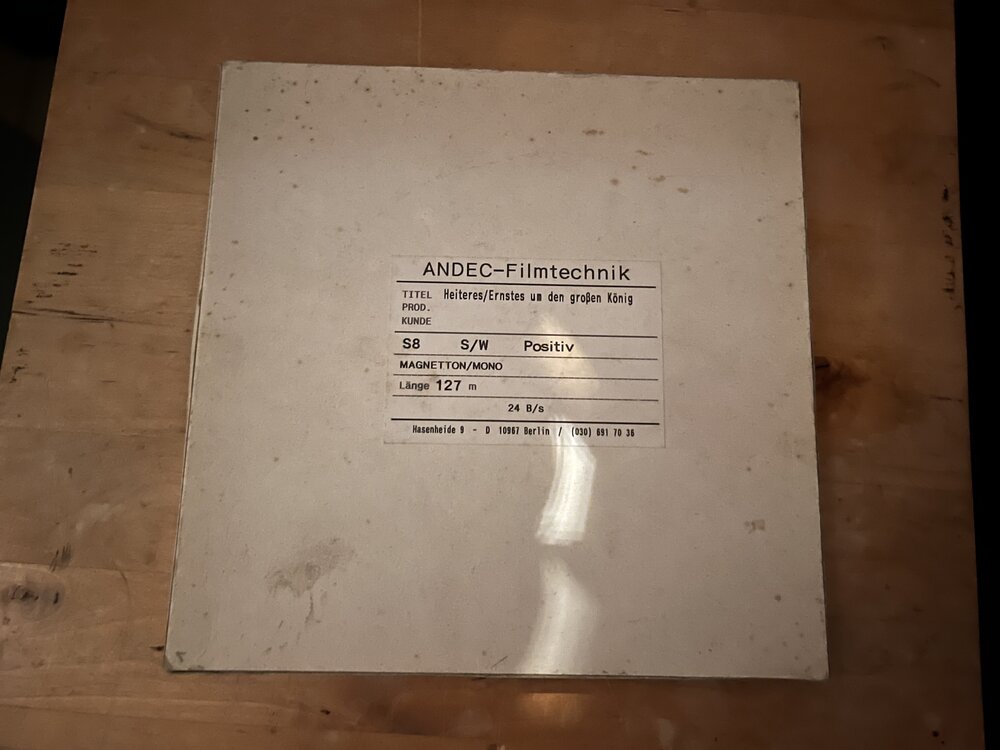 ANDEC-Filmtechnik
TITEL Heiteres/Ernstes um den großen König
PROD.
KUNDE
S8 S/W Positiv
MAGNETTON/MONO
Länge 127 m
24 B/s
Hasenheide 9 - D 10967 Berlin / (030) 691 70 36